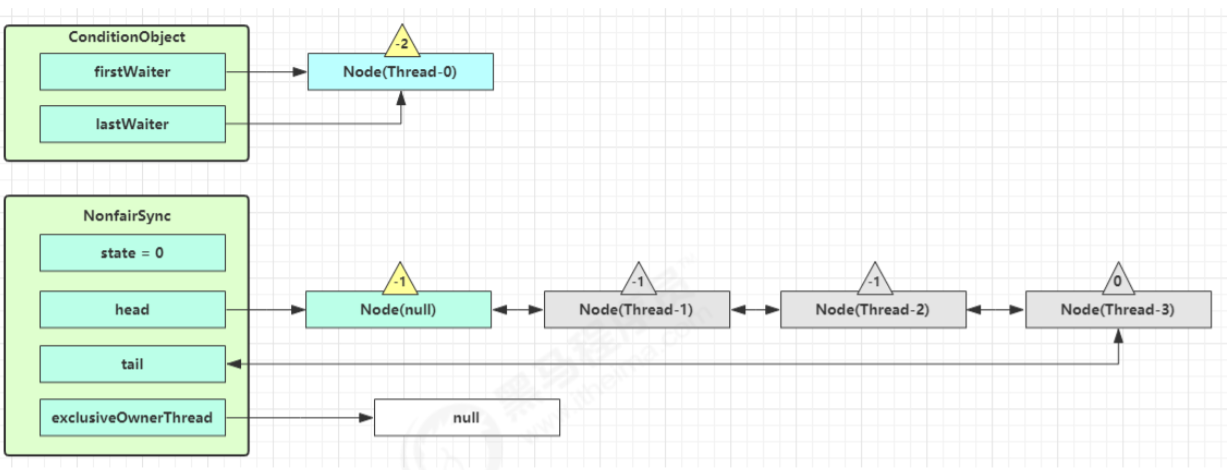 ConditionObject
-2
firstWaiter
Node(Thread-0)
lastWaiter
NonfairSync
state = 0
-1
-1
-1
0
head
Node(null)
Node(Thread-1)
Node(Thread-2)
Node(Thread-3)
tail
exclusiveOwnerThread
null
黑马程序员
www.itheima.com